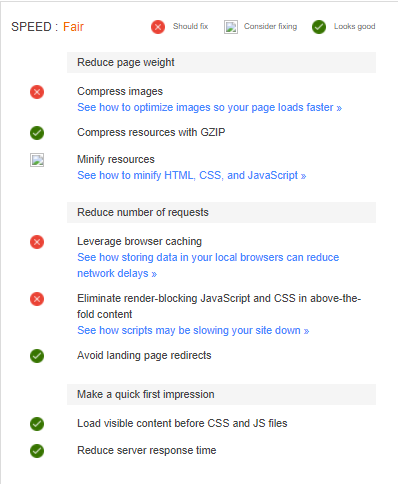 SPEED : Fair
Should fix
Consider fixing
Looks good
Reduce page weight
Compress images
See how to optimize images so your page loads faster »
Compress resources with GZIP
Minify resources
See how to minify HTML, CSS, and JavaScript »
Reduce number of requests
Leverage browser caching
See how storing data in your local browsers can reduce
network delays »
Eliminate render-blocking JavaScript and CSS in above-the-
fold content
See how scripts may be slowing your site down »
Avoid landing page redirects
Make a quick first impression
Load visible content before CSS and JS files
Reduce server response time